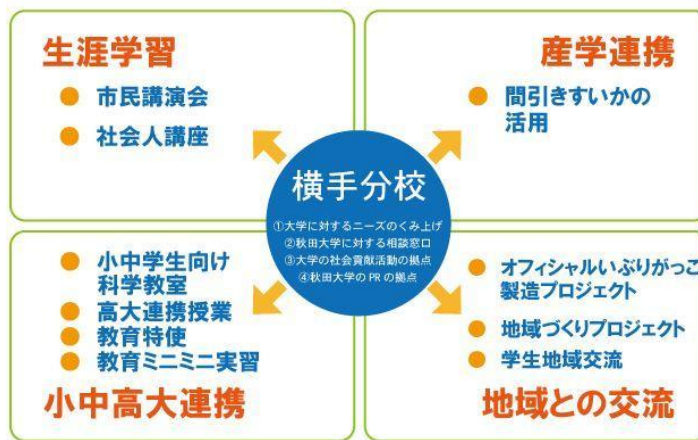 生涯学習
市民講演会
社会人講座
産学連携
間引きすいかの
活用
横手分校
①大学に対するニーズのくみ上げ
②秋田大学に対する相談窓口
③大学の社会貢献活動の拠点
④秋田大学のPRの拠点
小中学生向け
科学教室
高大連携授業
教育特使
教育ミニミニ実習
小中高大連携
オフィシャルいぶりがっこ
製造プロジェクト
地域づくりプロジェクト
学生地域交流
地域との交流